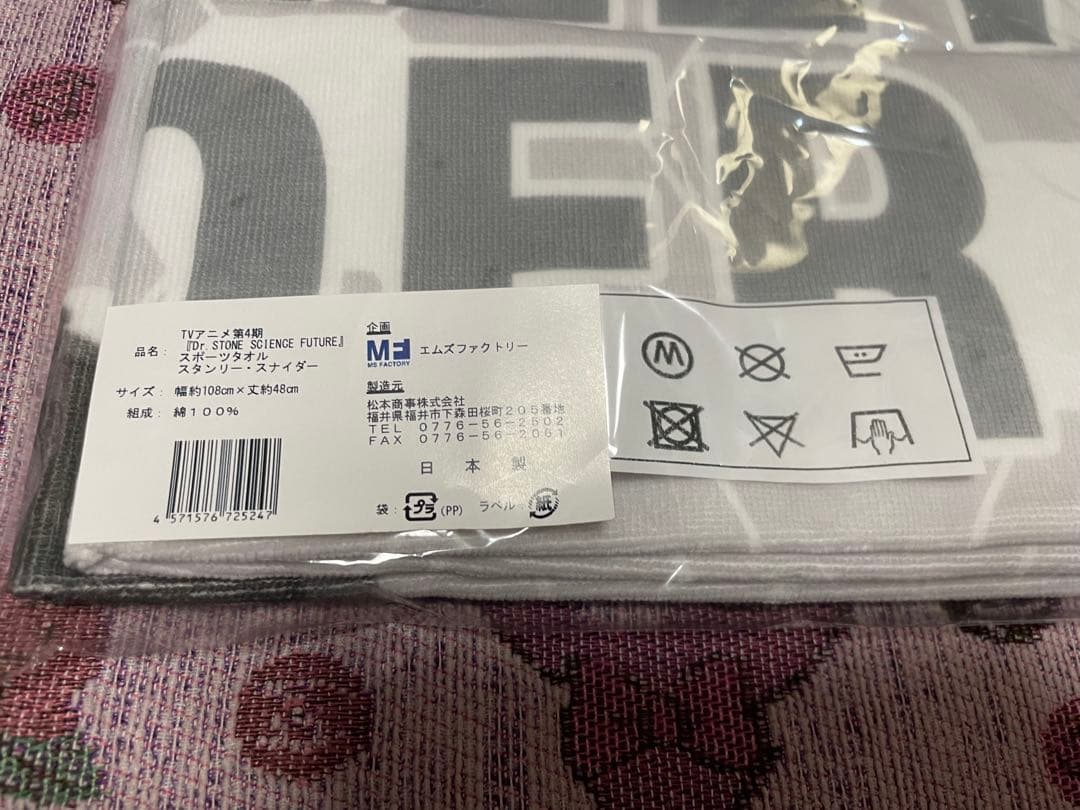 DER
品名： TVアニメ第4期
『Dr.STONE SCIENCE FUTURE』
スポーツタオル
スタンリー・スナイダー
サイズ： 幅約108cm×丈約48cm
組成： 綿１００％
4 571576 725247
企画
MF MS FACTORY エムズファクトリー
製造元
松本商事株式会社
福井県福井市下森田桜町２０５番地
ＴＥＬ ０７７６－５６－２５０２
ＦＡＸ ０７７６－５６－２０６１
日本製
袋： プラ (PP) ラベル： 紙
W